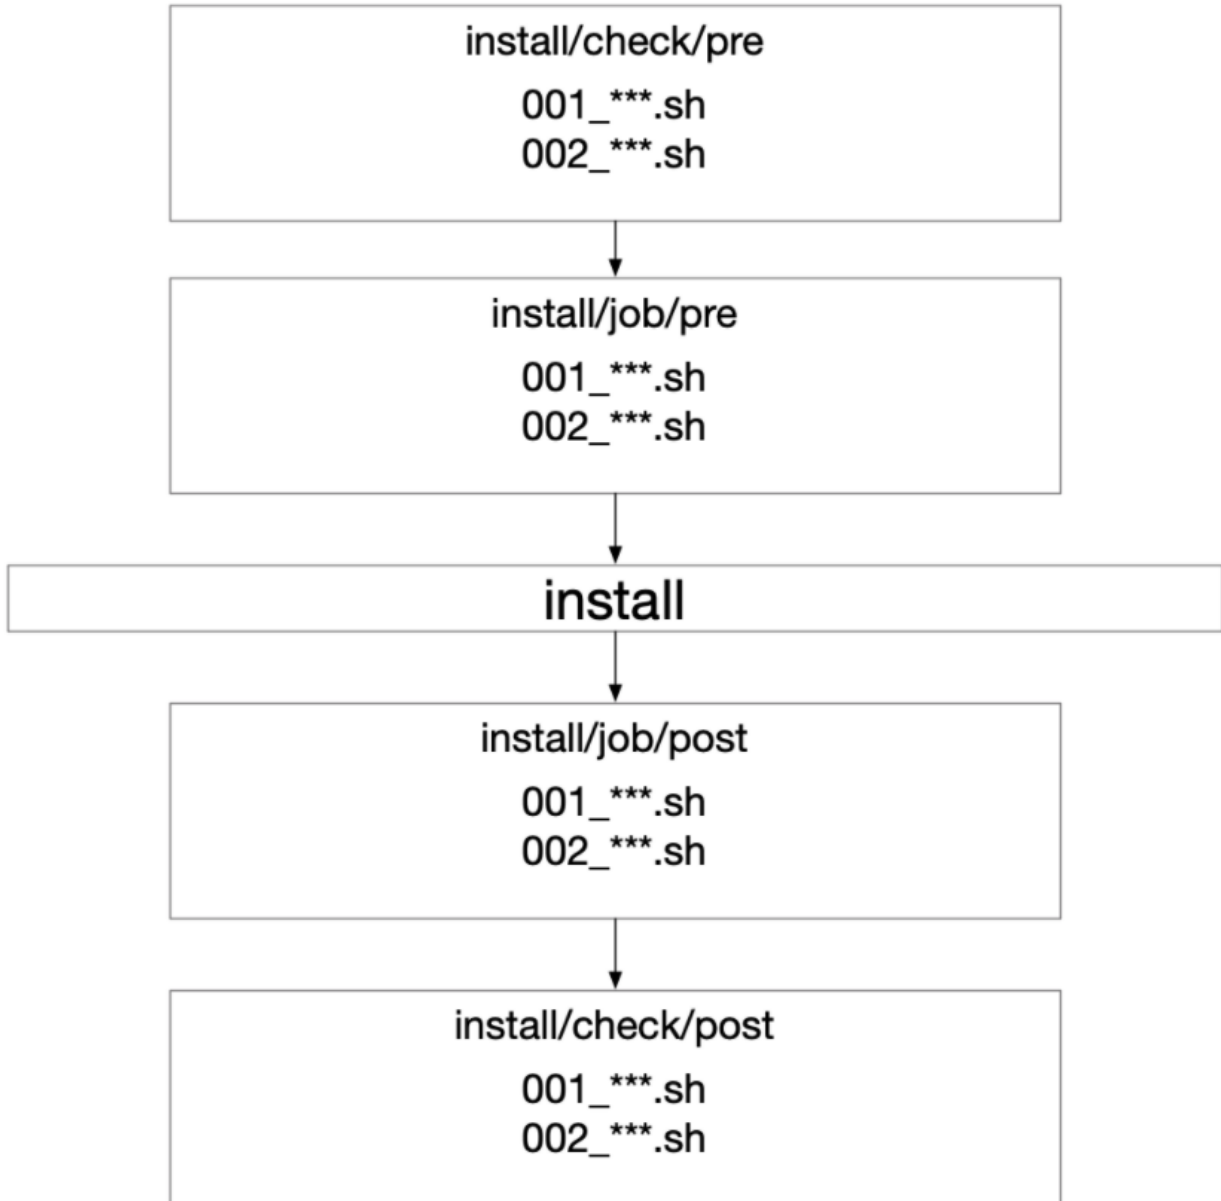 install/check/pre
001_***.sh
002_***.sh
install/job/pre
001_***.sh
002_***.sh
install
install/job/post
001_***.sh
002_***.sh
install/check/post
001_***.sh
002_***.sh